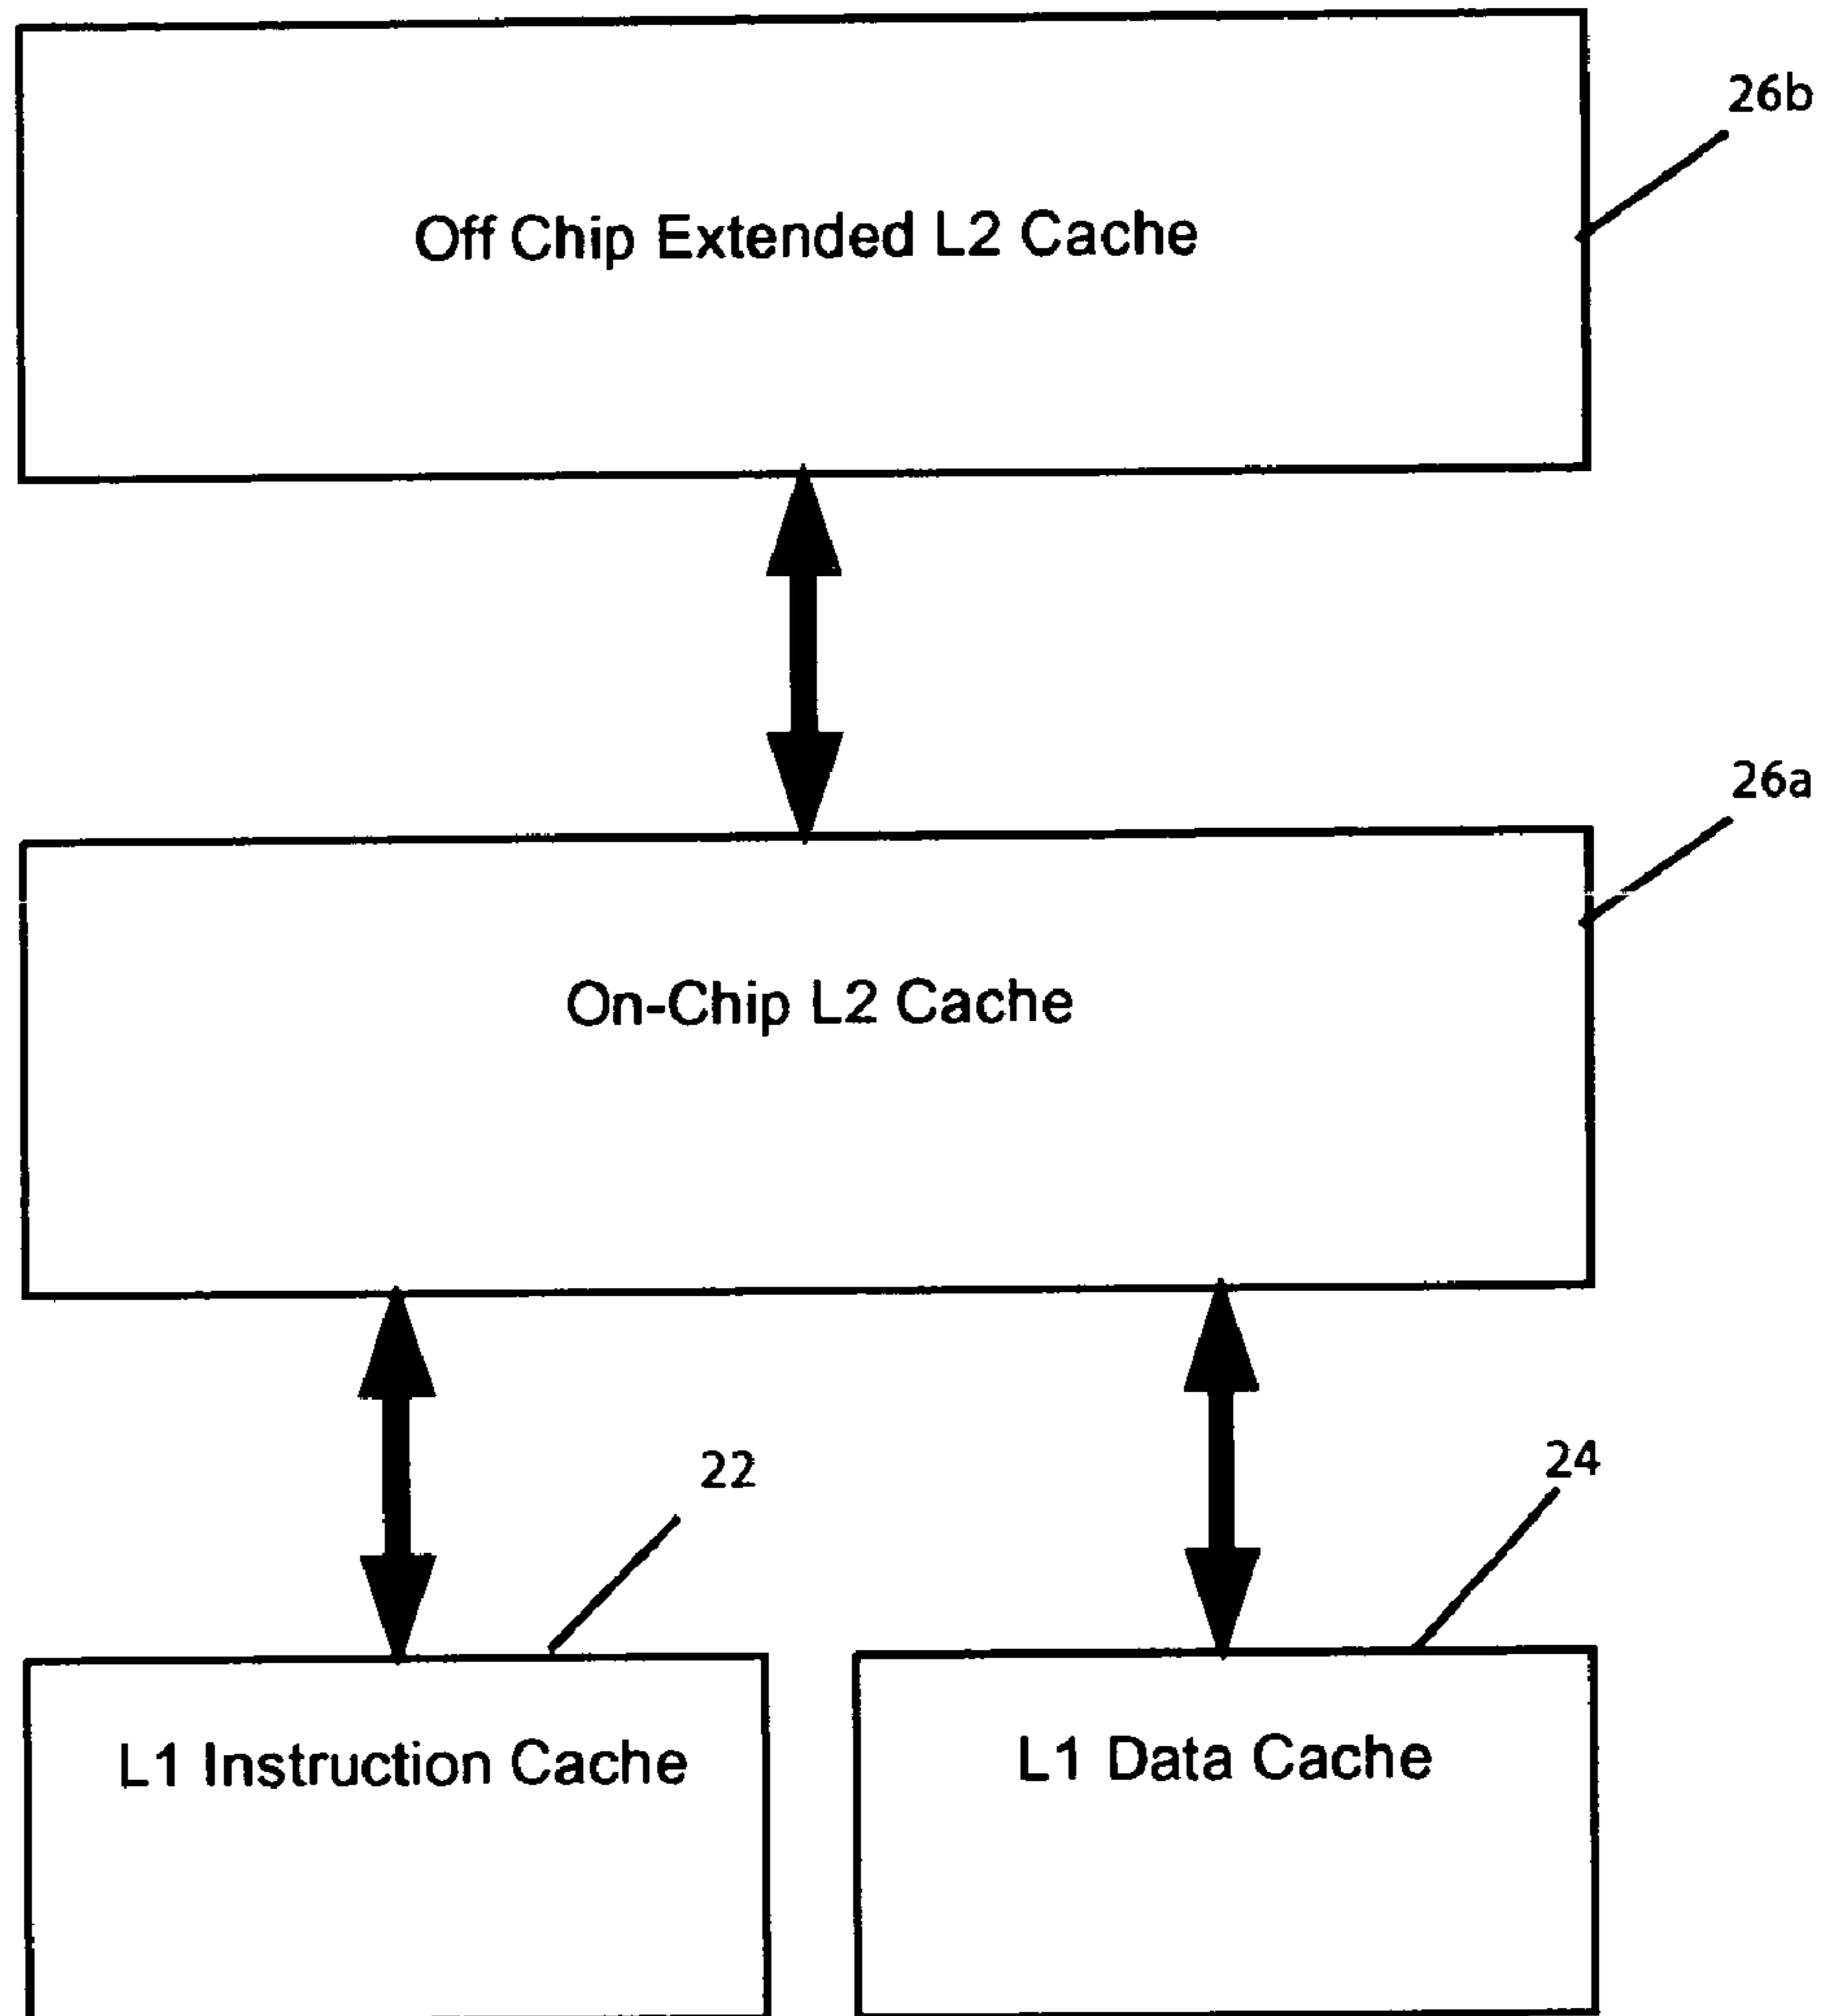 26b
Off Chip Extended L2 Cache
26a
On-Chip L2 Cache
22
24
L1 Instruction Cache
L1 Data Cache